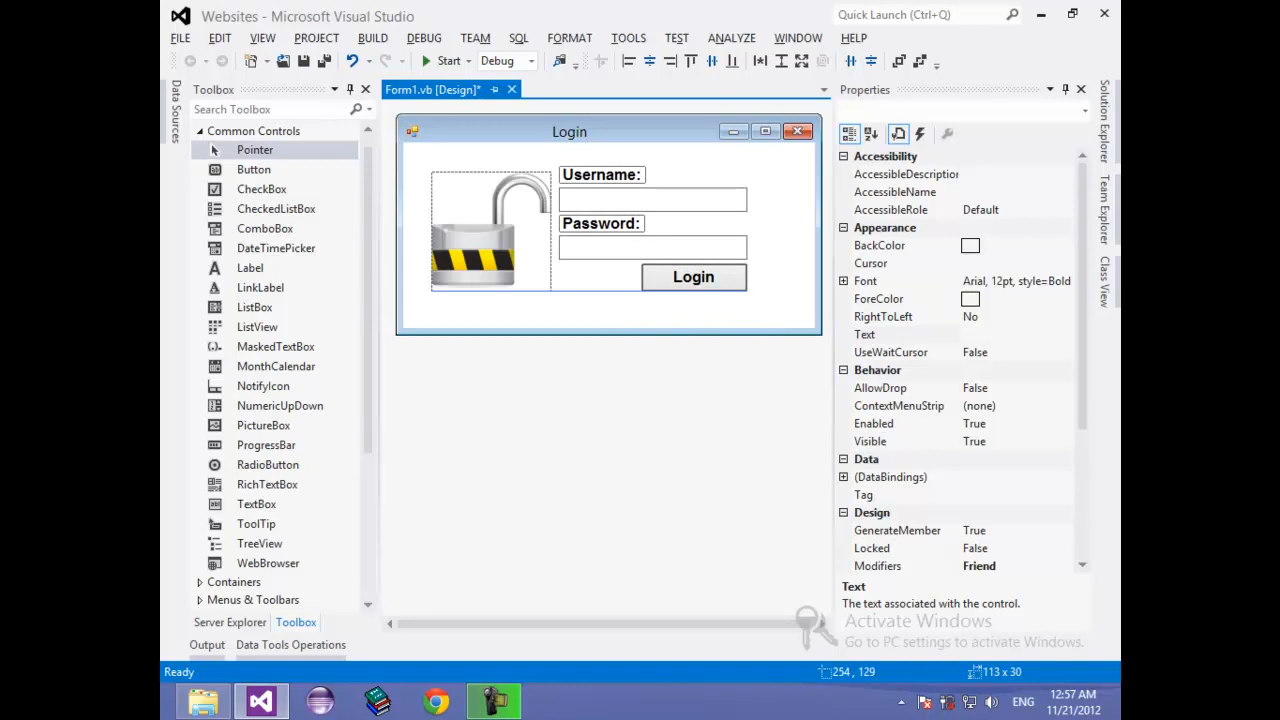 Websites - Microsoft Visual Studio
Quick Launch (Ctrl+Q)
FILE EDIT VIEW PROJECT BUILD DEBUG TEAM SQL FORMAT TOOLS TEST ANALYZE WINDOW HELP
Start Debug
Data Sources
Toolbox
Search Toolbox
Common Controls
Pointer
Button
CheckBox
CheckedListBox
ComboBox
DateTimePicker
Label
LinkLabel
ListBox
ListView
MaskedTextBox
MonthCalendar
NotifyIcon
NumericUpDown
PictureBox
ProgressBar
RadioButton
RichTextBox
TextBox
ToolTip
TreeView
WebBrowser
Containers
Menus & Toolbars
Server Explorer Toolbox
Output Data Tools Operations
Form1.vb [Design]*
Login
Username:
Password:
Login
Properties
Accessibility
AccessibleDescription
AccessibleName
AccessibleRole Default
Appearance
BackColor
Cursor
Font Arial, 12pt, style=Bold
ForeColor
RightToLeft No
Text
UseWaitCursor False
Behavior
AllowDrop False
ContextMenuStrip (none)
Enabled True
Visible True
Data
(DataBindings)
Tag
Design
GenerateMember True
Locked False
Modifiers Friend
Text
The text associated with the control.
Activate Windows
Go to PC settings to activate Windows.
Solution Explorer
Team Explorer
Class View
Ready
254 , 129
113 x 30
ENG
12:57 AM
11/21/2012